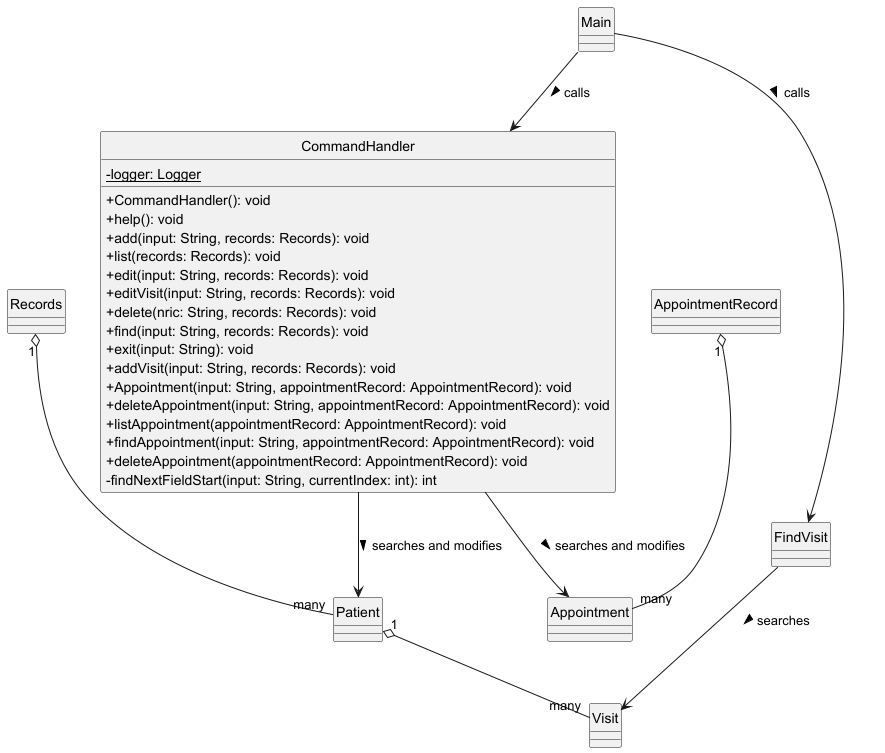 Main
calls
calls
CommandHandler
-logger: Logger
+CommandHandler(): void
+help(): void
+add(input: String, records: Records): void
+list(records: Records): void
+edit(input: String, records: Records): void
+editVisit(input: String, records: Records): void
+delete(nric: String, records: Records): void
+find(input: String, records: Records): void
+exit(input: String): void
+addVisit(input: String, records: Records): void
+Appointment(input: String, appointmentRecord: AppointmentRecord): void
+deleteAppointment(input: String, appointmentRecord: AppointmentRecord): void
+listAppointment(appointmentRecord: AppointmentRecord): void
+findAppointment(input: String, appointmentRecord: AppointmentRecord): void
+deleteAppointment(appointmentRecord: AppointmentRecord): void
-findNextFieldStart(input: String, currentIndex: int): int
Records
1
AppointmentRecord
1
FindVisit
searches and modifies
searches and modifies
many
Patient
1
Appointment
many
searches
many
Visit